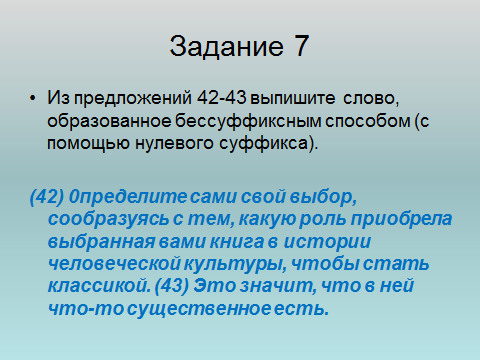 Задание 7
• Из предложений 42-43 выпишите слово,
образованное бессуффиксным способом (с
помощью нулевого суффикса).
(42) Определите сами свой выбор,
сообразуясь с тем, какую роль приобрела
выбранная вами книга в истории
человеческой культуры, чтобы стать
классикой. (43) Это значит, что в ней
что-то существенное есть.